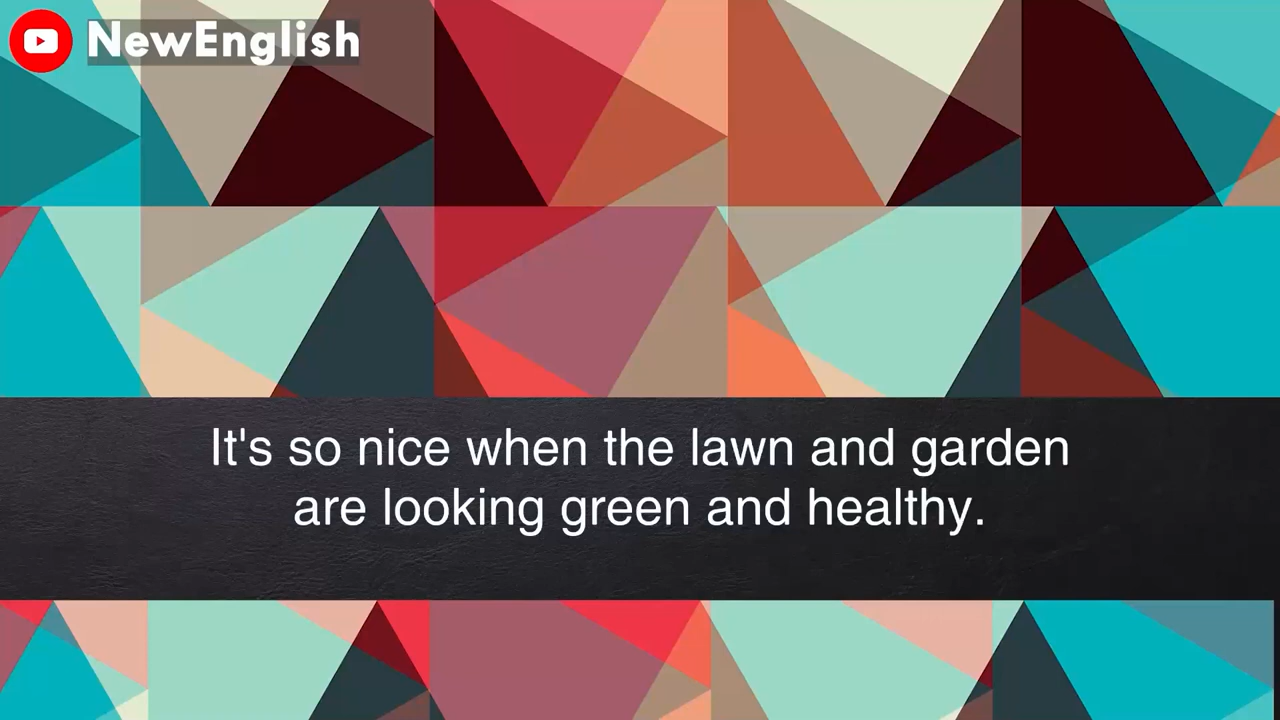 NewEnglish
It's so nice when the lawn and garden
are looking green and healthy.